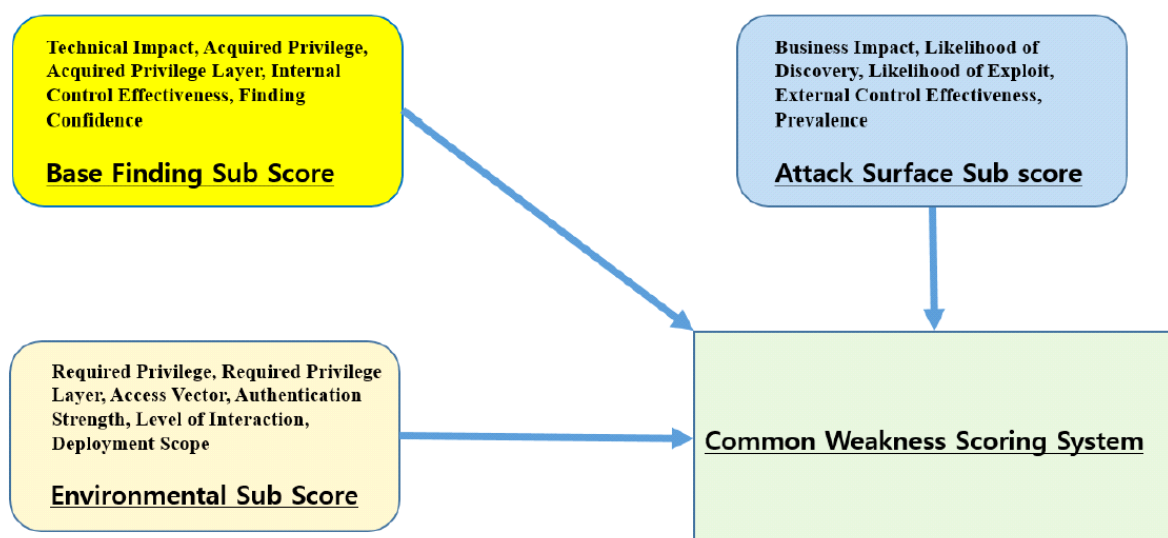 Technical Impact, Acquired Privilege,
Acquired Privilege Layer, Internal
Control Effectiveness, Finding
Confidence
Base Finding Sub Score
Business Impact, Likelihood of
Discovery, Likelihood of Exploit,
External Control Effectiveness,
Prevalence
Attack Surface Sub score
Required Privilege, Required Privilege
Layer, Access Vector, Authentication
Strength, Level of Interaction,
Deployment Scope
Environmental Sub Score
Common Weakness Scoring System